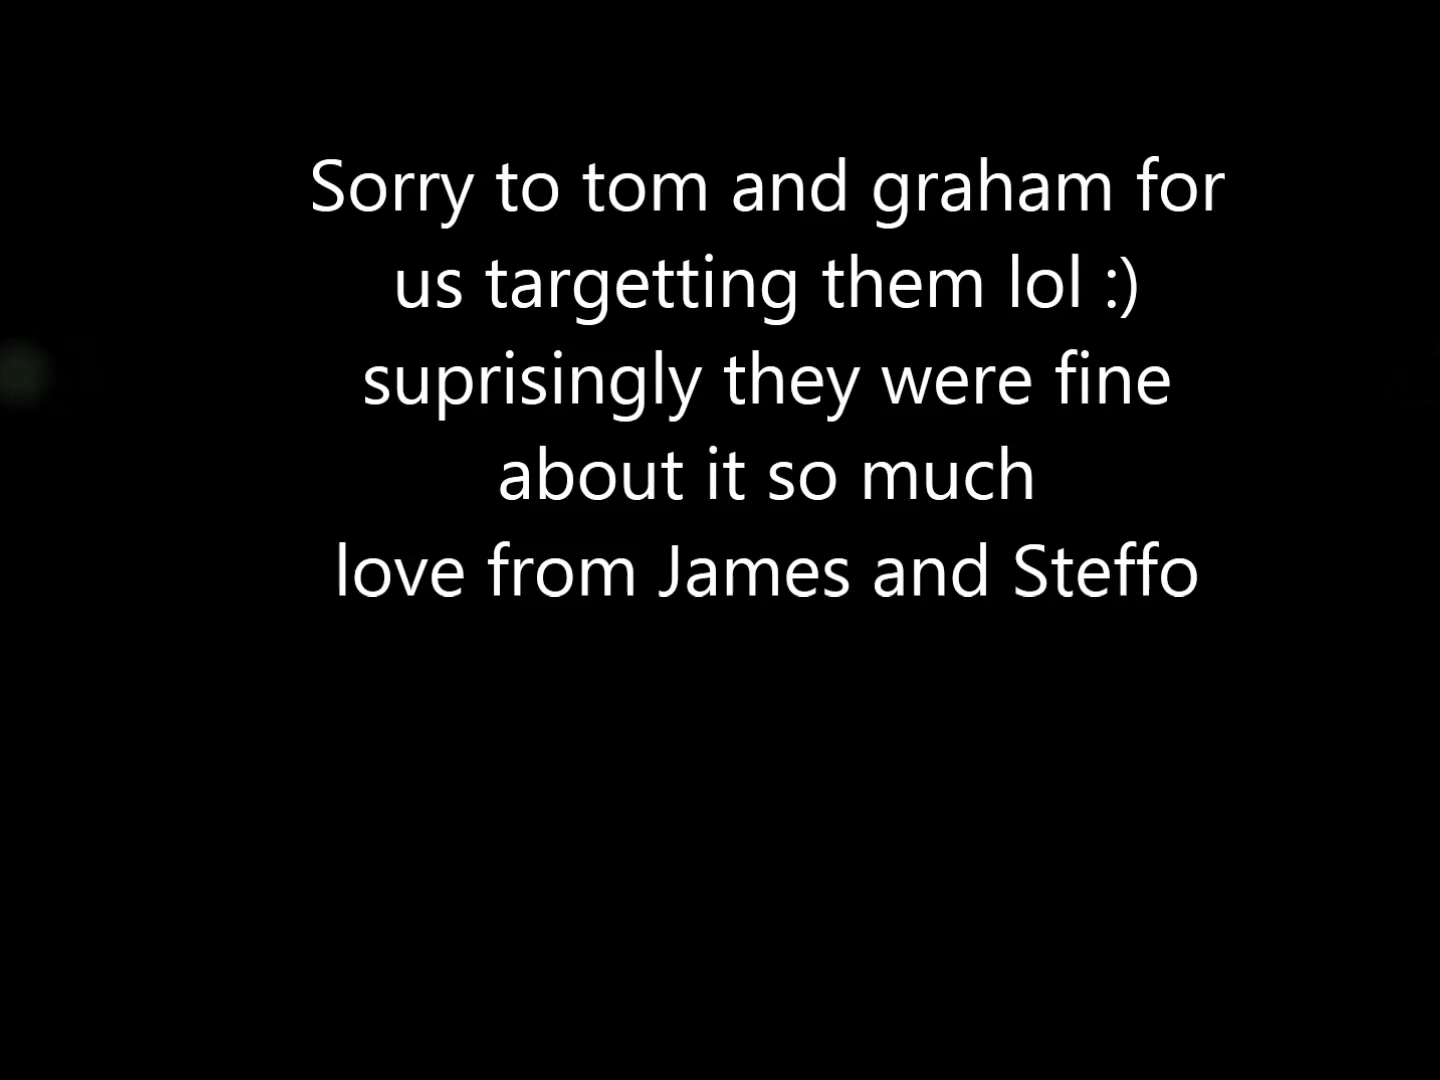 Sorry to tom and graham for
us targetting them lol :)
suprisingly they were fine
about it so much
love from James and Steffo